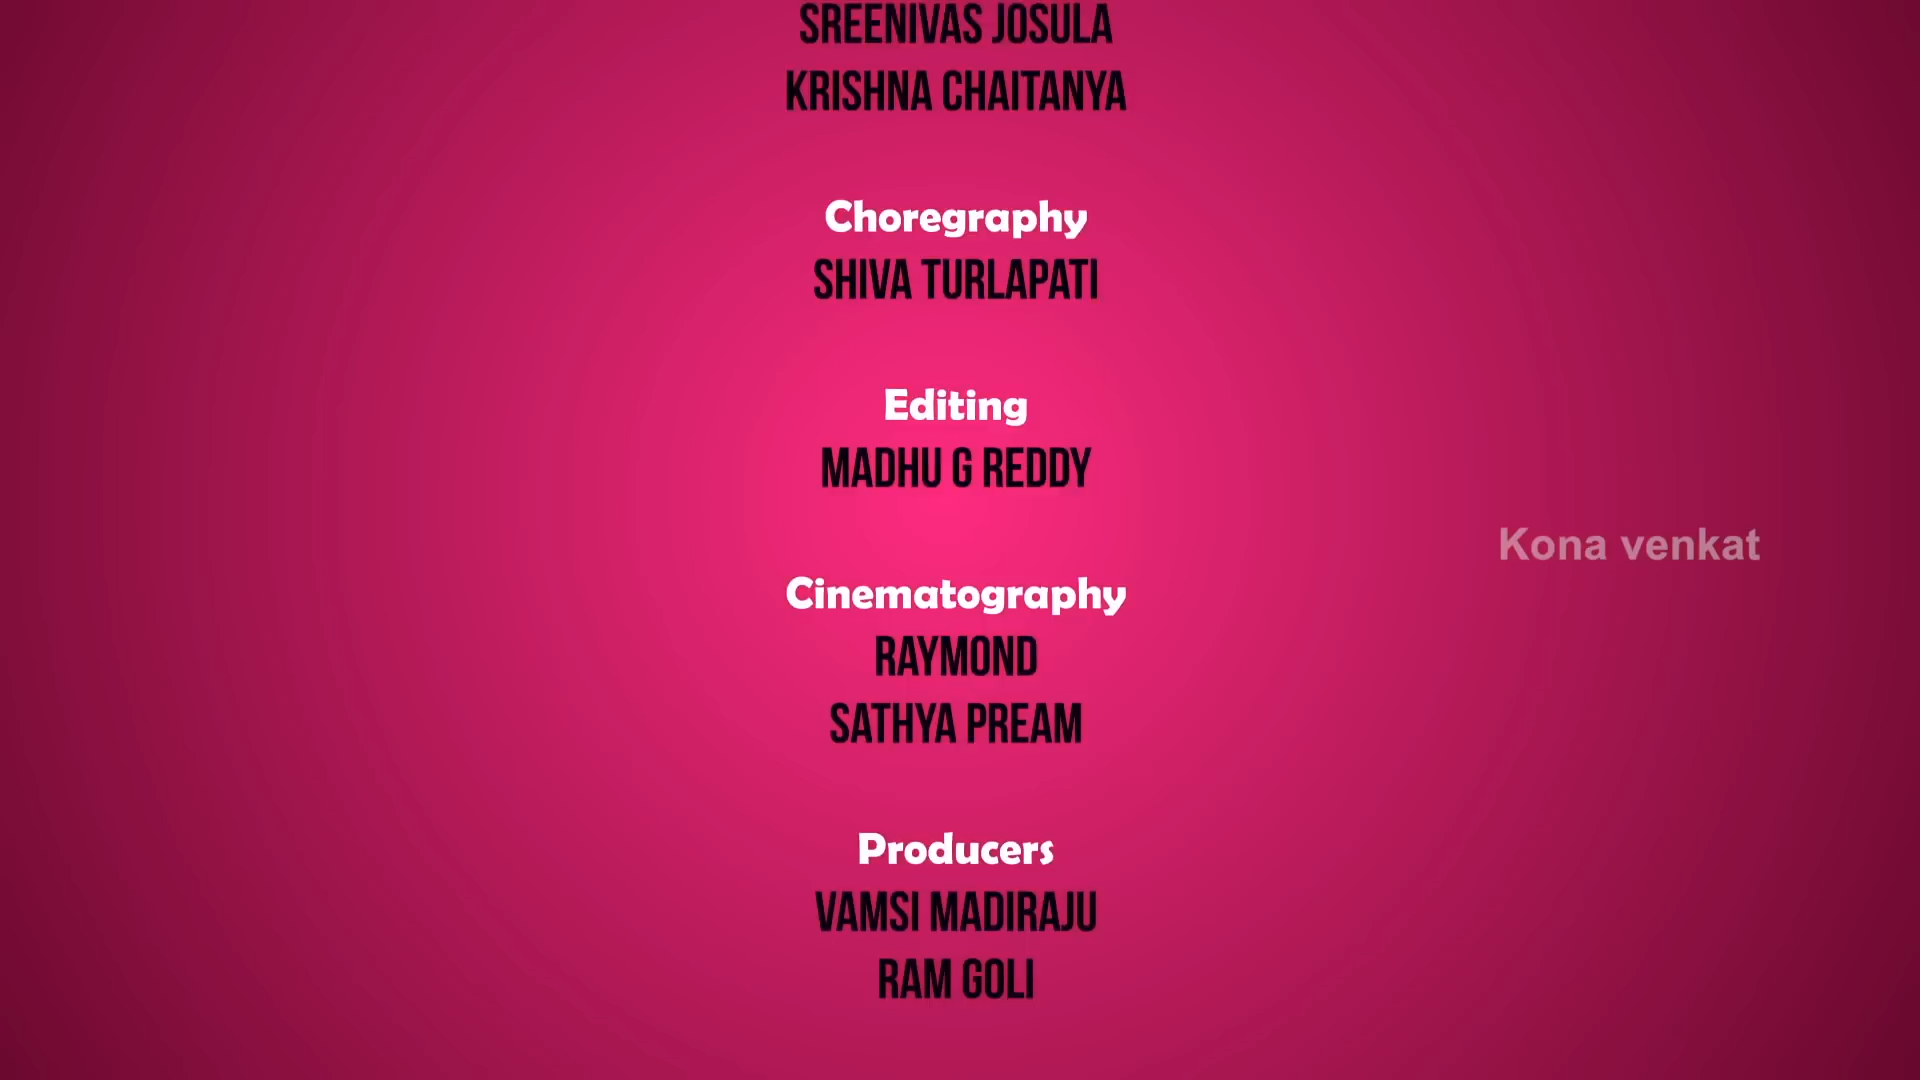 SREENIVAS JOSULA
KRISHNA CHAITANYA
Choregraphy
SHIVA TURLAPATI
Editing
MADHU G REDDY
Kona venkat
Cinematography
RAYMOND
SATHYA PREAM
Producers
VAMSI MADIRAJU
RAM GOLI